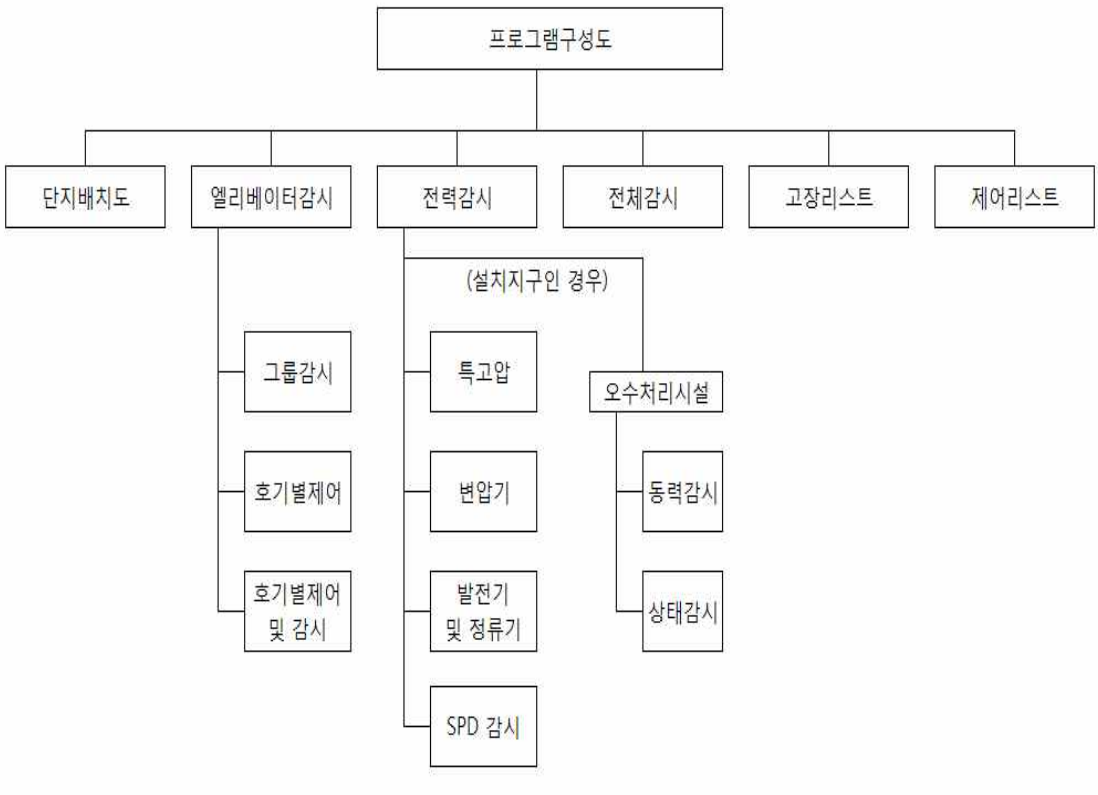 프로그램구성도
단지배치도
엘리베이터감시
전력감시
전체감시
고장리스트
제어리스트
(설치지구인 경우)
그룹감시
특고압
오수처리시설
호기별제어
변압기
동력감시
호기별제어
및 감시
발전기
및 정류기
상태감시
SPD 감시